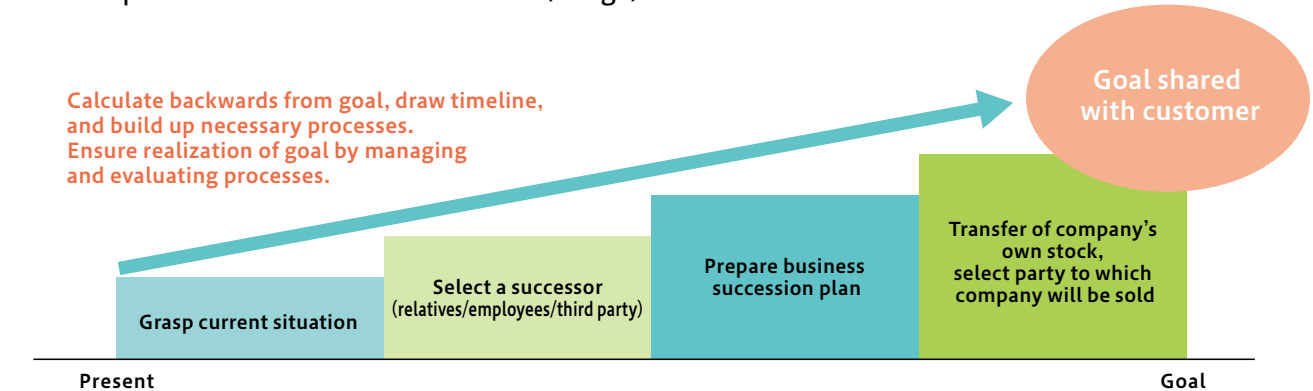 Calculate backwards from goal, draw timeline,
and build up necessary processes.
Ensure realization of goal by managing
and evaluating processes.
Goal shared
with customer
Grasp current situation
Select a successor
(relatives/employees/third party)
Prepare business
succession plan
Transfer of company’s
own stock,
select party to which
company will be sold
Present
Goal